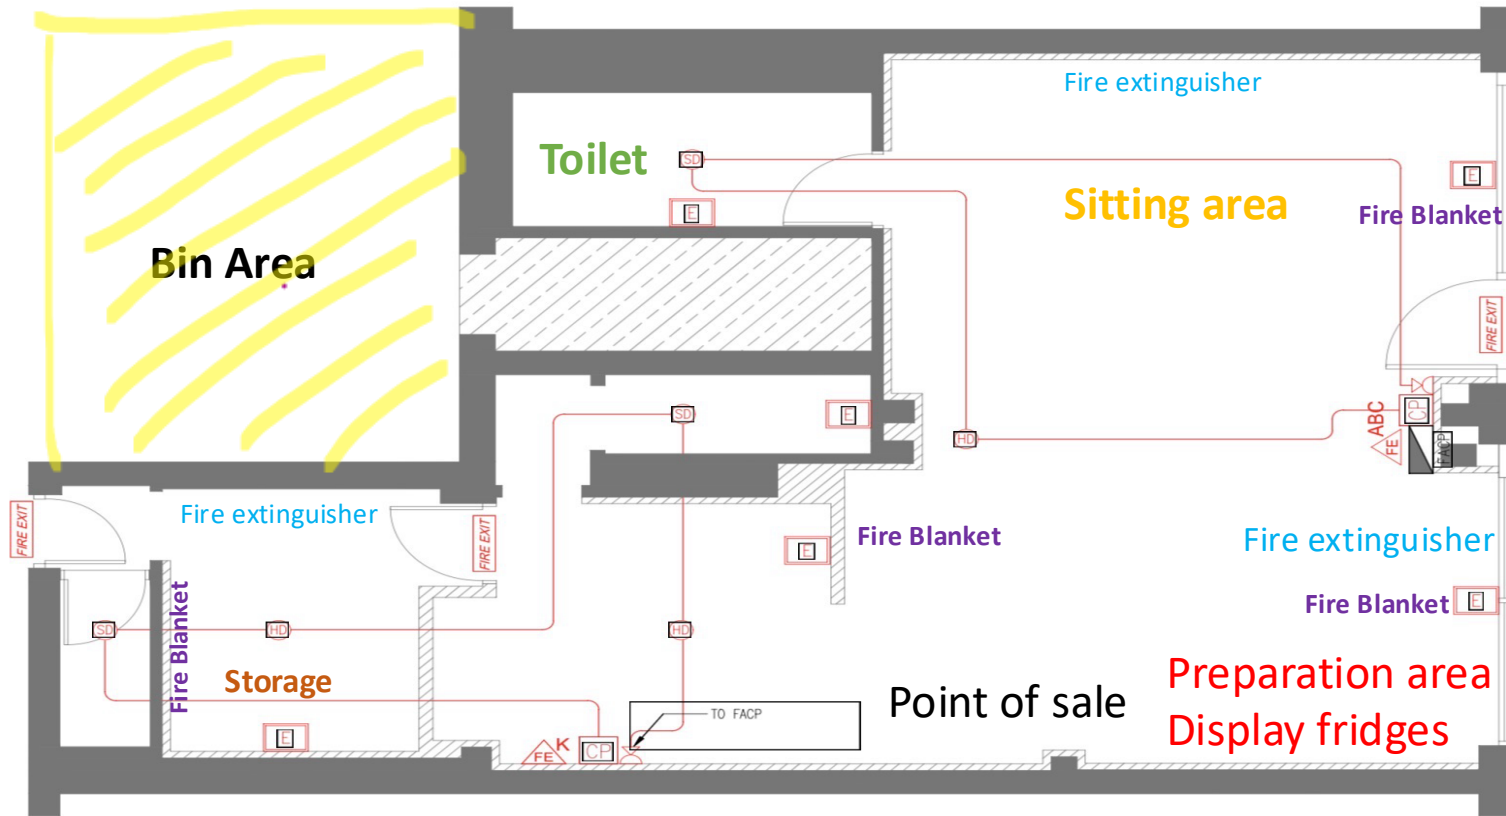 Fire extinguisher
Toilet
SD
E
E
Sitting area
Fire Blanket
Bin Area
FIRE EXIT
SD
E
HD
ABC
FE
CP
FACP
Fire extinguisher
FIRE EXIT
FIRE EXIT
E
Fire Blanket
Fire extinguisher
Fire Blanket
E
Fire Blanket
SD
HD
HD
Storage
E
Preparation area
Display fridges
Point of sale
TO FACP
K
FE
CP